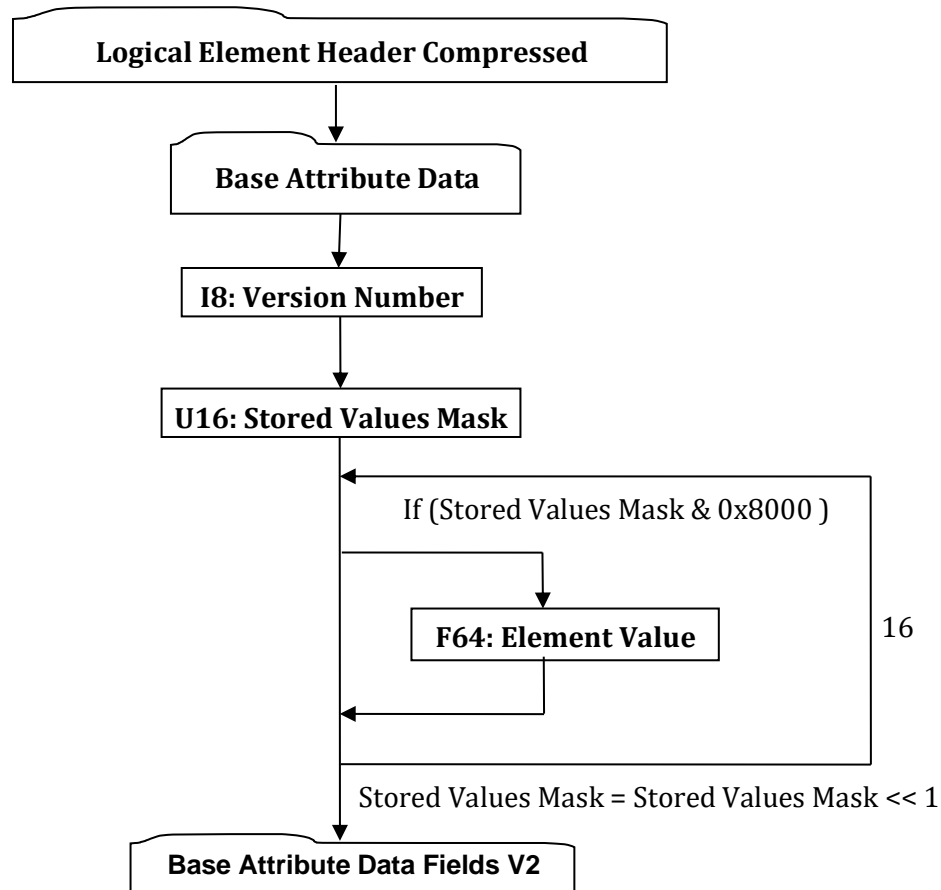 Logical Element Header Compressed
Base Attribute Data
I8: Version Number
U16: Stored Values Mask
If (Stored Values Mask & 0x8000 )
F64: Element Value
16
Stored Values Mask = Stored Values Mask << 1
Base Attribute Data Fields V2